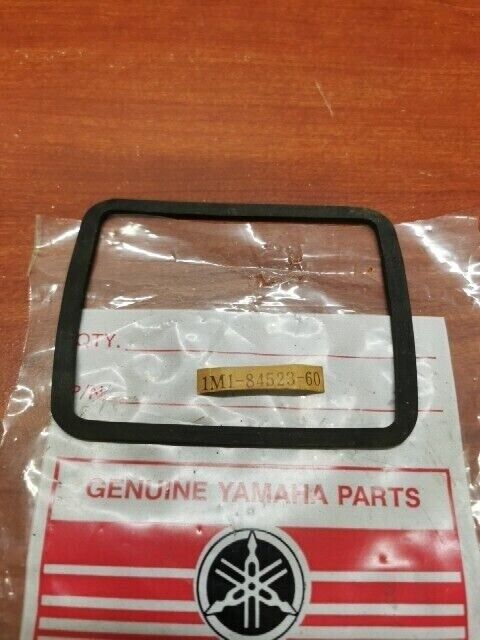 QTY.
P/N
1M1-84523-60
GENUINE YAMAHA PARTS